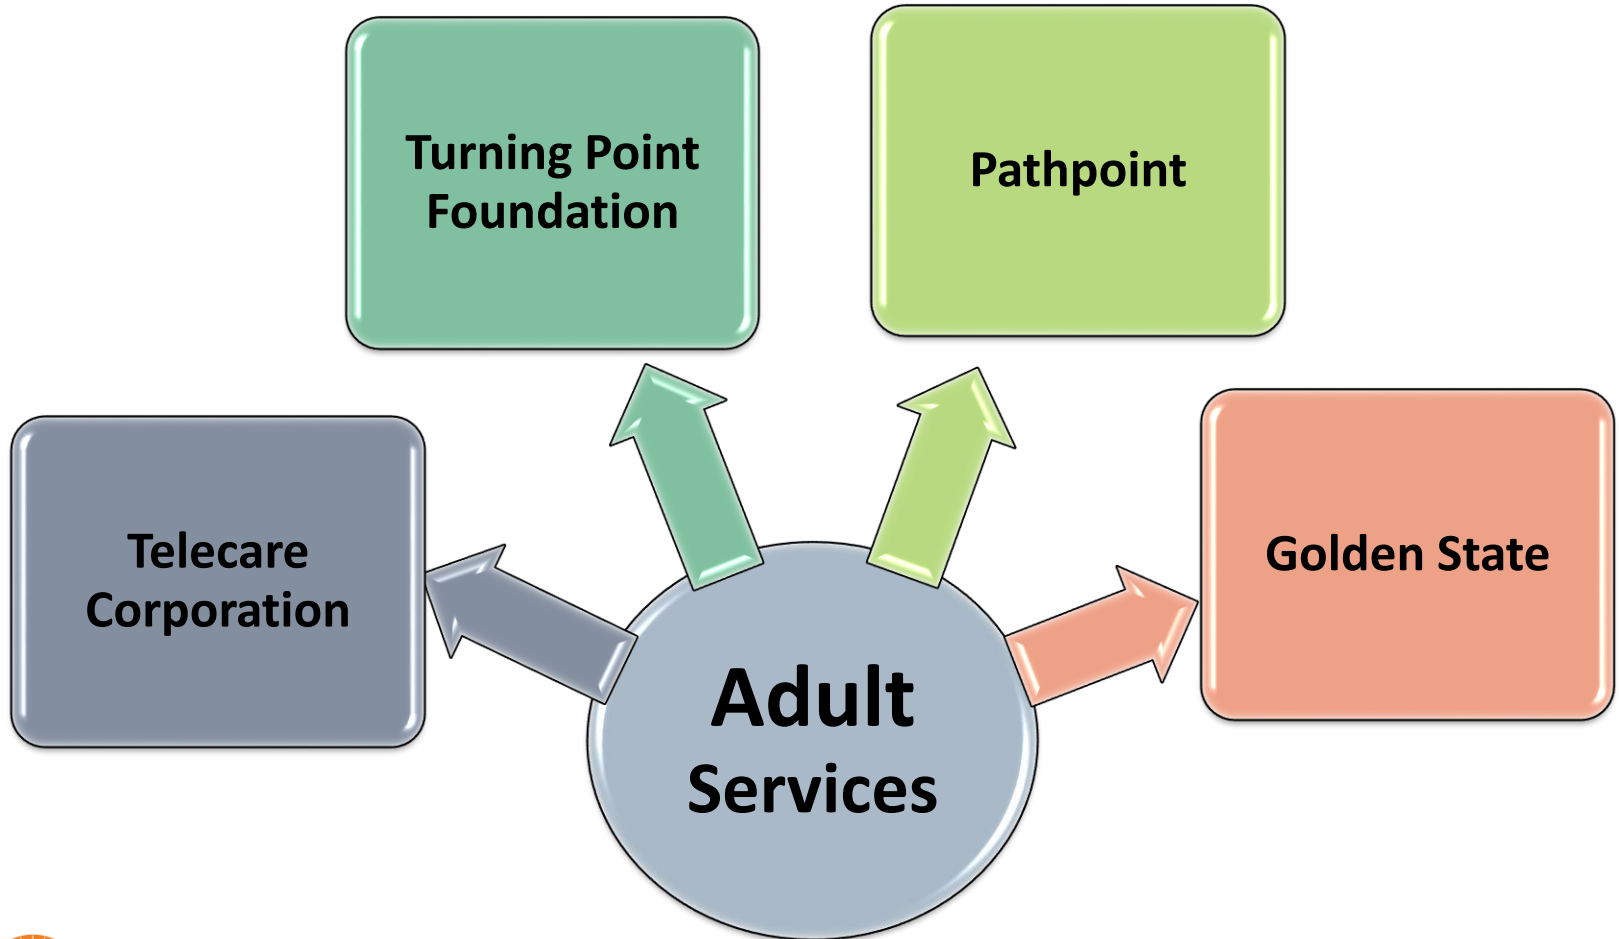 Turning Point
Foundation
Pathpoint
Telecare
Corporation
Golden State
Adult
Services